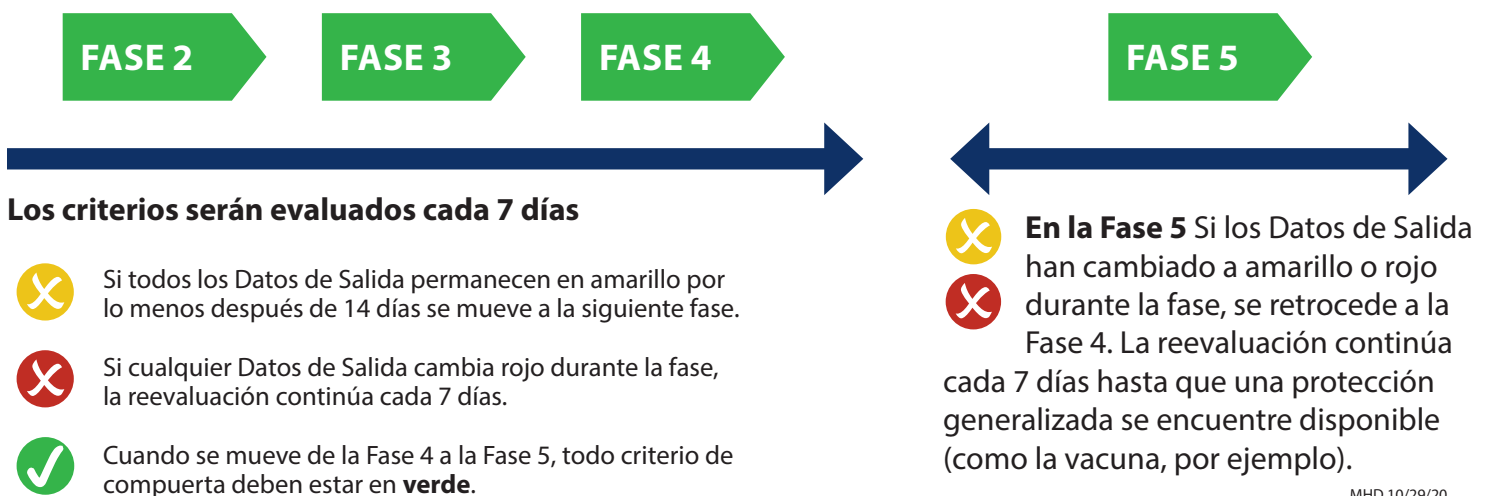 FASE 2
FASE 3
FASE 4
FASE 5
Los criterios serán evaluados cada 7 días
Si todos los Datos de Salida permanecen en amarillo por
lo menos después de 14 días se mueve a la siguiente fase.
Si cualquier Datos de Salida cambia rojo durante la fase,
la reevaluación continúa cada 7 días.
Cuando se mueve de la Fase 4 a la Fase 5, todo criterio de
compuerta deben estar en verde.
En la Fase 5 Si los Datos de Salida
han cambiado a amarillo o rojo
durante la fase, se retrocede a la
Fase 4. La reevaluación continúa
cada 7 días hasta que una protección
generalizada se encuentre disponible
(como la vacuna, por ejemplo).
MHD 10/29/20